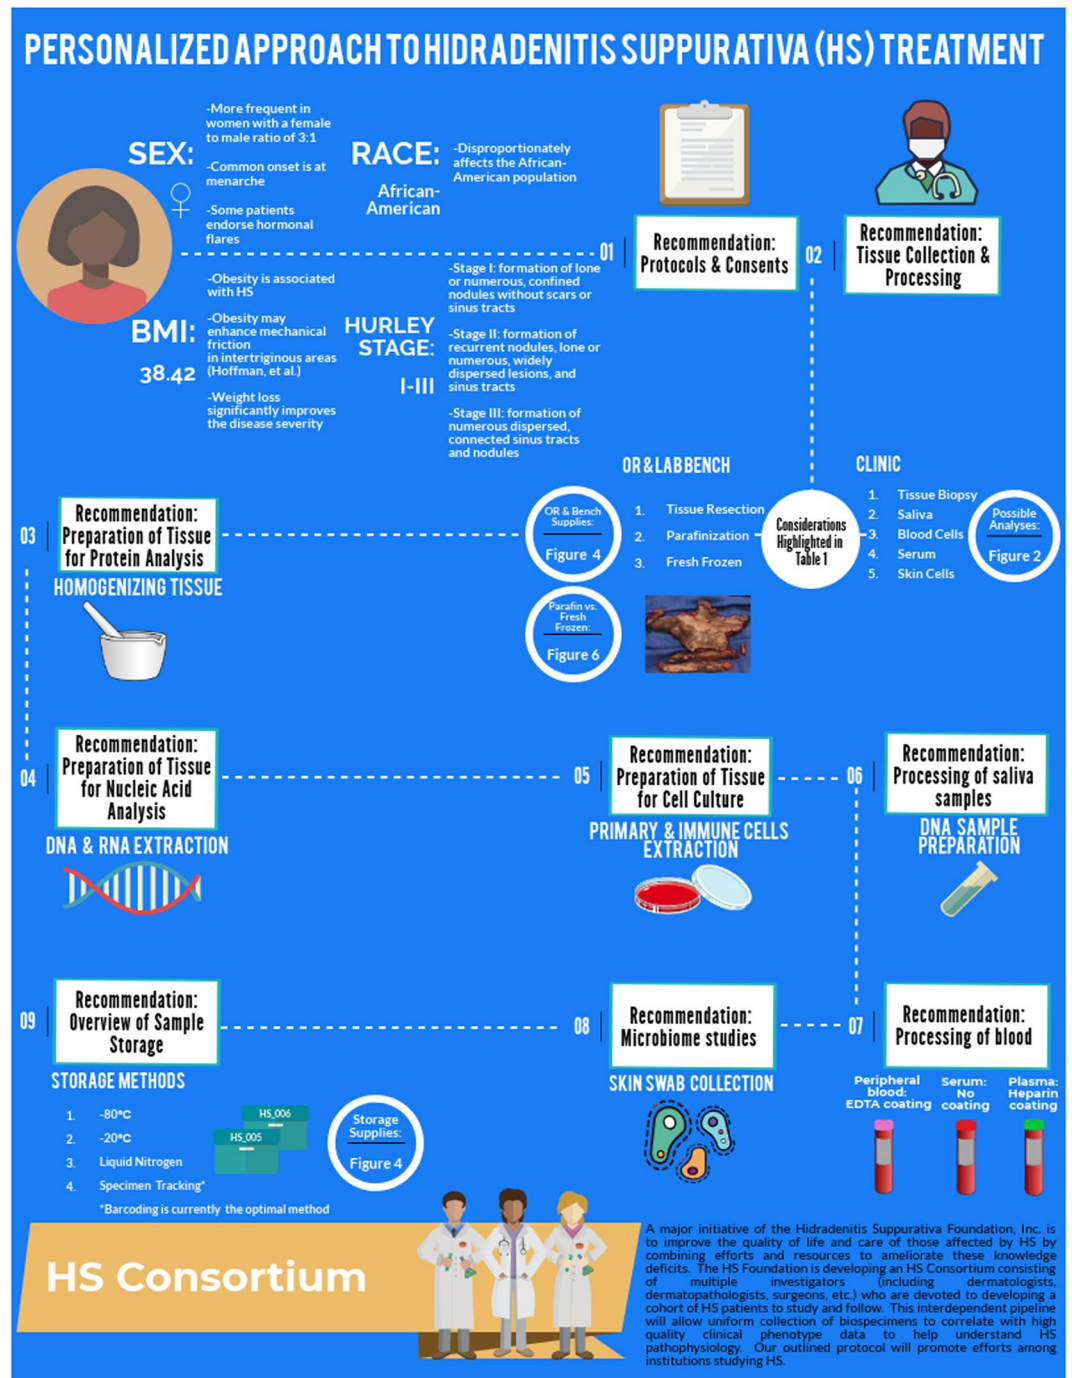 PERSONALIZED APPROACH TO HIDRADENITIS SUPPURATIVA (HS) TREATMENT
SEX:
-More frequent in
women with a female
to male ratio of 3:1
-Common onset is at
menarche
-Some patients
endorse hormonal
flares
RACE:
African-
American
-Disproportionately
affects the African-
American population
BMI:
38.42
-Obesity is associated
with HS
-Obesity may
enhance mechanical
friction
in intertriginous areas
(Hoffman, et al.)
-Weight loss
significantly improves
the disease severity
HURLEY
STAGE:
I-III
-Stage I: formation of lone
or numerous, confined
nodules without scars or
sinus tracts
-Stage II: formation of
recurrent nodules, lone or
numerous, widely
dispersed lesions, and
sinus tracts
-Stage III: formation of
numerous dispersed,
connected sinus tracts
and nodules
01
Recommendation:
Protocols & Consents
02
Recommendation:
Tissue Collection &
Processing
OR & LAB BENCH
1. Tissue Resection
2. Parafinization
3. Fresh Frozen
OR & Bench
Supplies:
Figure 4
Parafin vs.
Fresh
Frozen:
Figure 6
Considerations
Highlighted in
Table 1
CLINIC
1. Tissue Biopsy
2. Saliva
3. Blood Cells
4. Serum
5. Skin Cells
Possible
Analyses:
Figure 2
03
Recommendation:
Preparation of Tissue
for Protein Analysis
HOMOGENIZING TISSUE
04
Recommendation:
Preparation of Tissue
for Nucleic Acid
Analysis
DNA & RNA EXTRACTION
05
Recommendation:
Preparation of Tissue
for Cell Culture
PRIMARY & IMMUNE CELLS
EXTRACTION
06
Recommendation:
Processing of saliva
samples
DNA SAMPLE
PREPARATION
07
Recommendation:
Processing of blood
Peripheral
blood:
EDTA coating
Serum:
No
coating
Plasma:
Heparin
coating
08
Recommendation:
Microbiome studies
SKIN SWAB COLLECTION
09
Recommendation:
Overview of Sample
Storage
STORAGE METHODS
1. -80°C
2. -20°C
3. Liquid Nitrogen
4. Specimen Tracking*
*Barcoding is currently the optimal method
HS_006
HS_005
Storage
Supplies:
Figure 4
HS Consortium
A major initiative of the Hidradenitis Suppurativa Foundation, Inc. is
to improve the quality of life and care of those affected by HS by
combining efforts and resources to ameliorate these knowledge
deficits. The HS Foundation is developing an HS Consortium consisting
of multiple investigators (including dermatologists,
dermatopathologists, surgeons, etc.) who are devoted to developing a
cohort of HS patients to study and follow. This interdependent pipeline
will allow uniform collection of biospecimens to correlate with high
quality clinical phenotype data to help understand HS
pathophysiology. Our outlined protocol will promote efforts among
institutions studying HS.